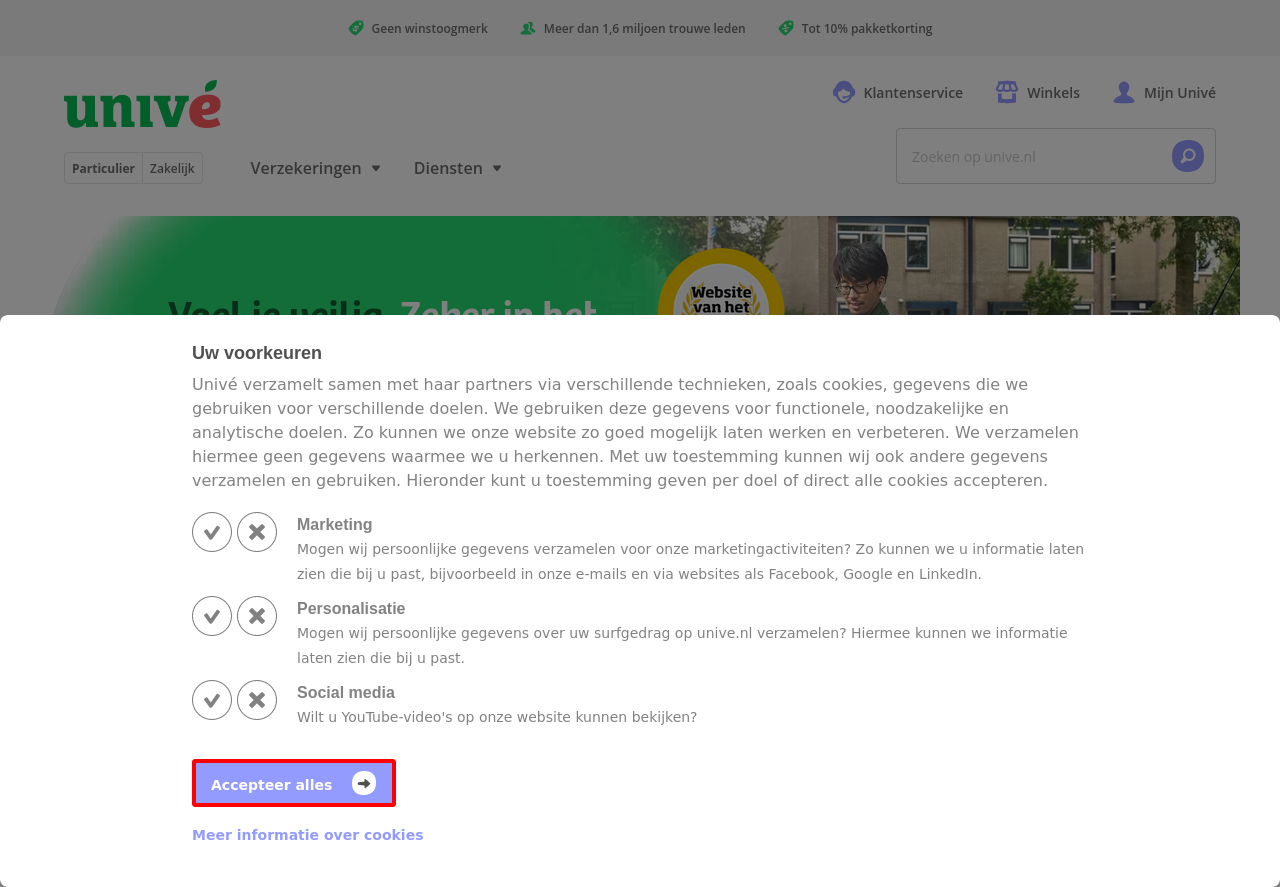 Geen winstoogmerk
Meer dan 1,6 miljoen trouwe leden
Tot 10% pakketkorting
univé
Klantenservice
Winkels
Mijn Univé
Particulier
Zakelijk
Verzekeringen
Diensten
Zoeken op unive.nl
Voel je veilig. Zeker in het
Website
van het
Uw voorkeuren
Univé verzamelt samen met haar partners via verschillende technieken, zoals cookies, gegevens die we
gebruiken voor verschillende doelen. We gebruiken deze gegevens voor functionele, noodzakelijke en
analytische doelen. Zo kunnen we onze website zo goed mogelijk laten werken en verbeteren. We verzamelen
hiermee geen gegevens waarmee we u herkennen. Met uw toestemming kunnen wij ook andere gegevens
verzamelen en gebruiken. Hieronder kunt u toestemming geven per doel of direct alle cookies accepteren.
Marketing
Mogen wij persoonlijke gegevens verzamelen voor onze marketingactiviteiten? Zo kunnen we u informatie laten
zien die bij u past, bijvoorbeeld in onze e-mails en via websites als Facebook, Google en LinkedIn.
Personalisatie
Mogen wij persoonlijke gegevens over uw surfgedrag op unive.nl verzamelen? Hiermee kunnen we informatie
laten zien die bij u past.
Social media
Wilt u YouTube-video's op onze website kunnen bekijken?
Accepteer alles
Meer informatie over cookies